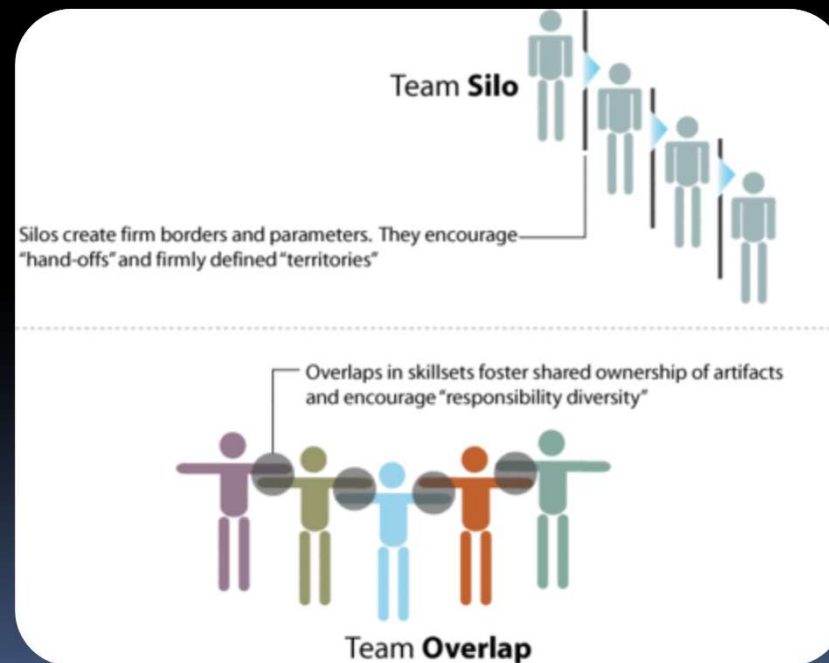 Team Silo
Silos create firm borders and parameters. They encourage
“hand-offs” and firmly defined “territories”
Overlaps in skillsets foster shared ownership of artifacts
and encourage “responsibility diversity”
Team Overlap